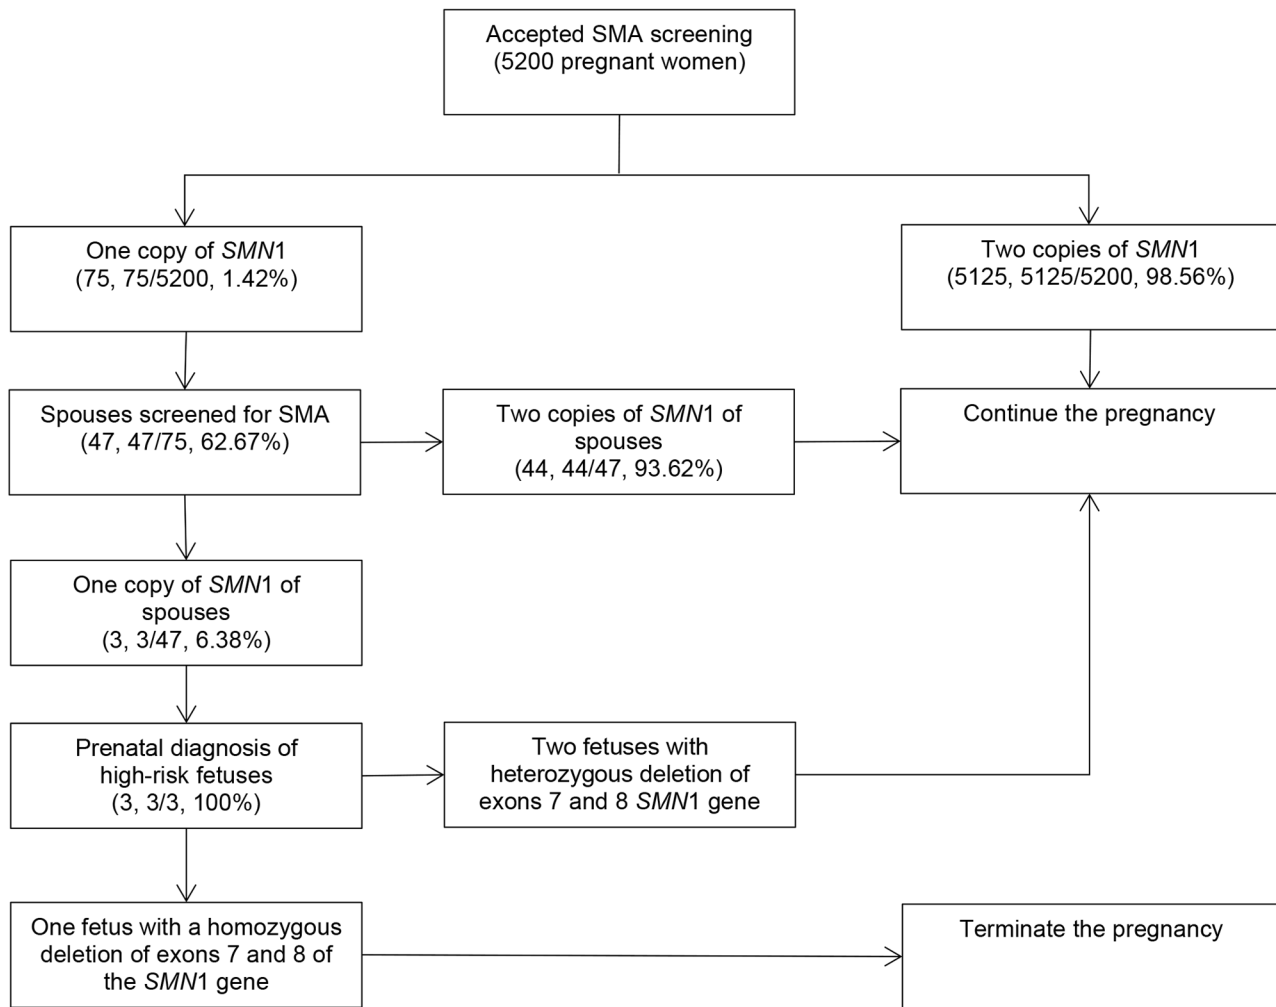 Accepted SMA screening
(5200 pregnant women)
One copy of SMN1
(75, 75/5200, 1.42%)
Two copies of SMN1
(5125, 5125/5200, 98.56%)
Spouses screened for SMA
(47, 47/75, 62.67%)
Two copies of SMN1 of
spouses
(44, 44/47, 93.62%)
Continue the pregnancy
One copy of SMN1 of
spouses
(3, 3/47, 6.38%)
Prenatal diagnosis of
high-risk fetuses
(3, 3/3, 100%)
Two fetuses with
heterozygous deletion of
exons 7 and 8 SMN1 gene
One fetus with a homozygous
deletion of exons 7 and 8 of
the SMN1 gene
Terminate the pregnancy